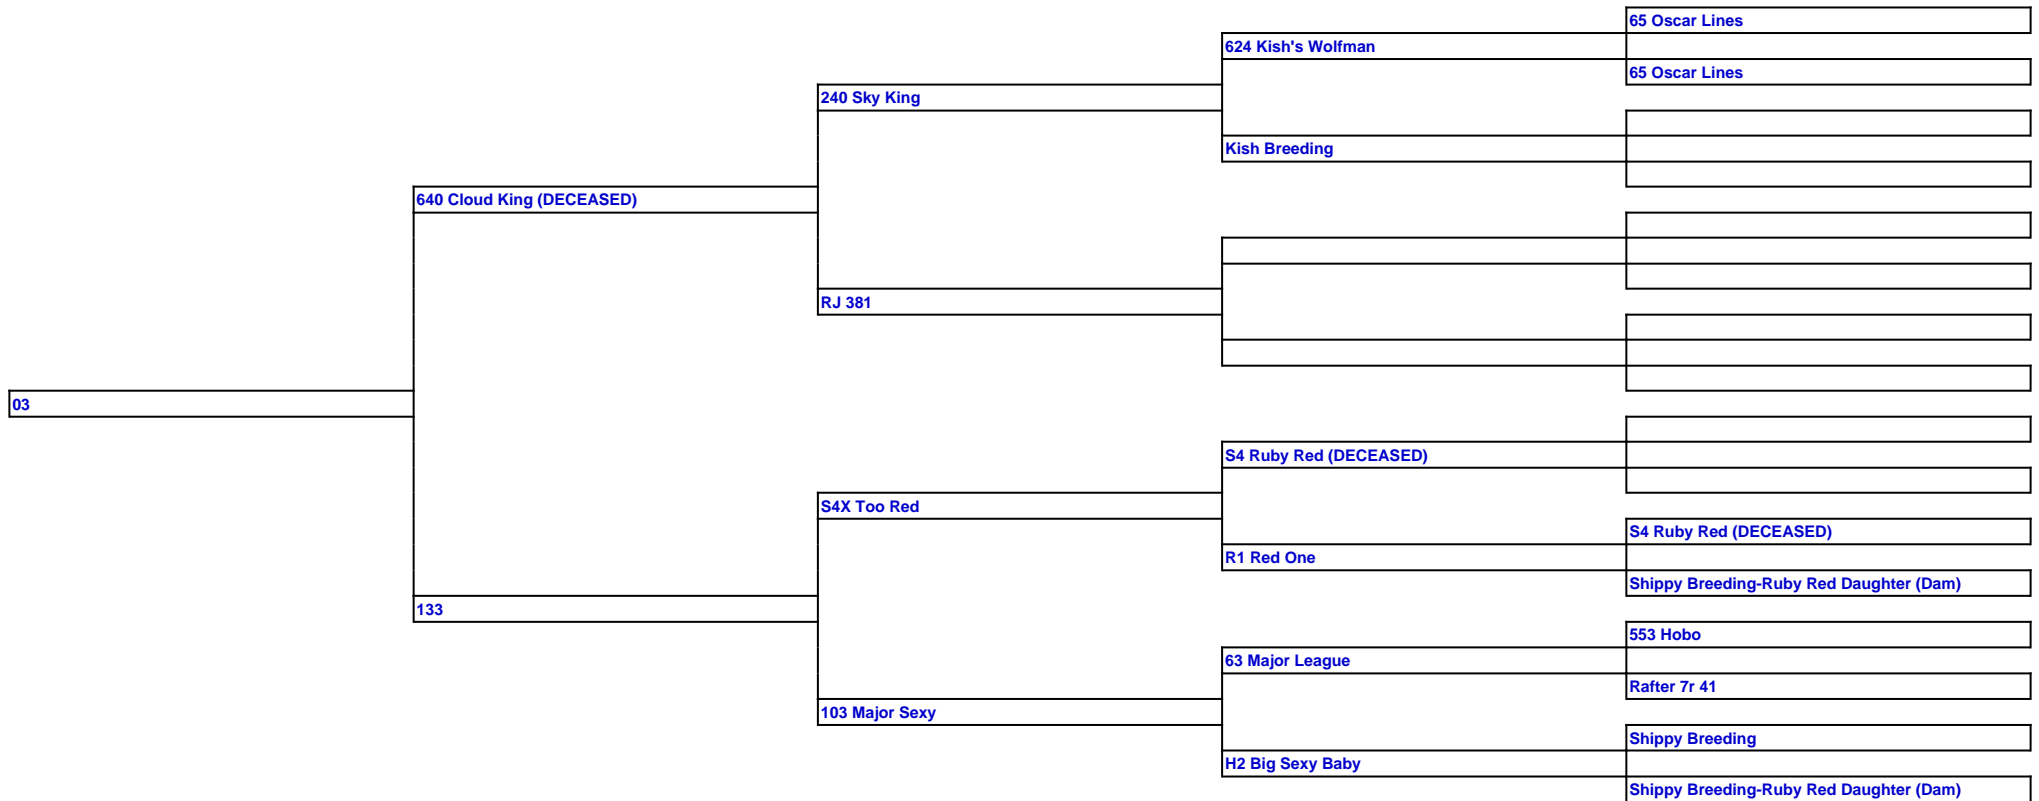 65 Oscar Lines
624 Kish's Wolfman
65 Oscar Lines
240 Sky King
Kish Breeding
640 Cloud King (DECEASED)
RJ 381
03
S4 Ruby Red (DECEASED)
S4X Too Red
S4 Ruby Red (DECEASED)
R1 Red One
Shippy Breeding-Ruby Red Daughter (Dam)
133
553 Hobo
63 Major League
Rafter 7r 41
103 Major Sexy
Shippy Breeding
H2 Big Sexy Baby
Shippy Breeding-Ruby Red Daughter (Dam)